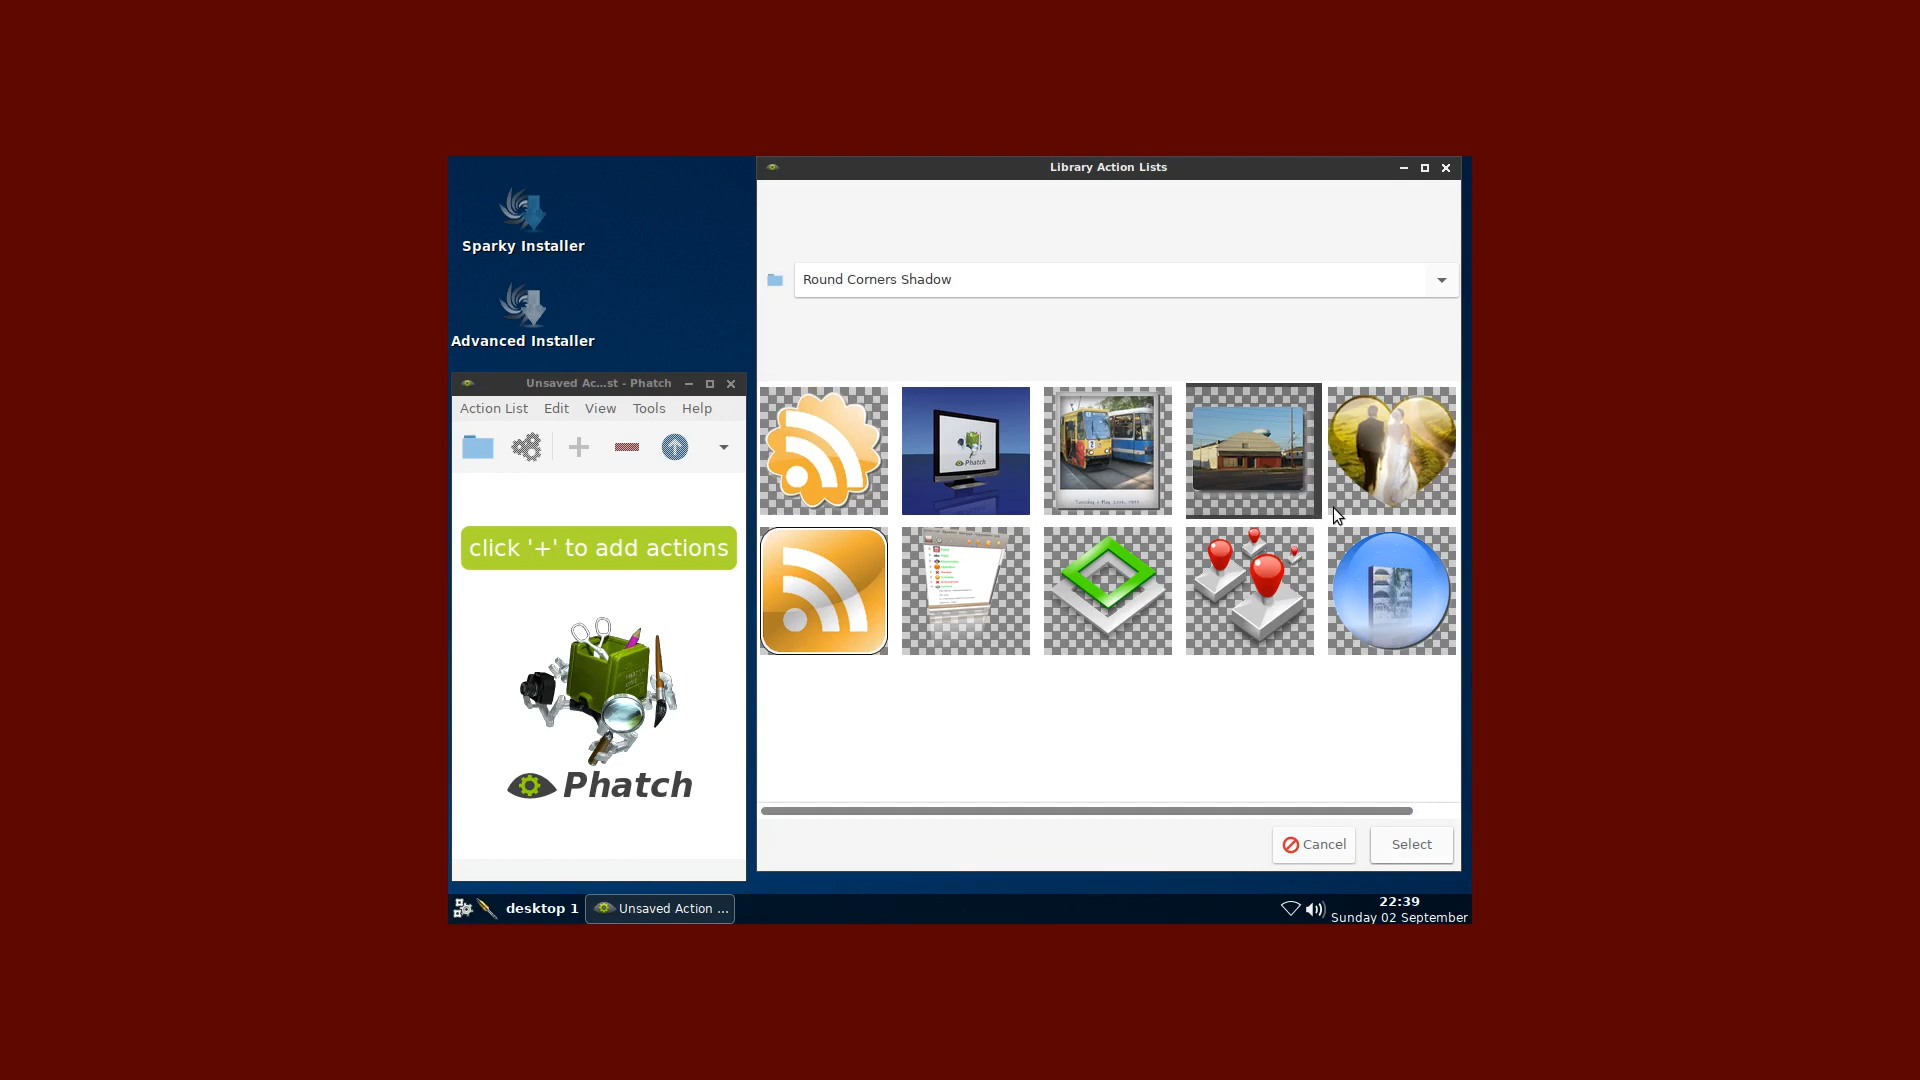 Library Action Lists
Sparky Installer
Advanced Installer
Round Corners Shadow
Unsaved Ac...st - Phatch
Action List Edit View Tools Help
click '+' to add actions
Phatch
Phatch
Cancel Select
desktop 1 Unsaved Action ...
22:39
Sunday 02 September